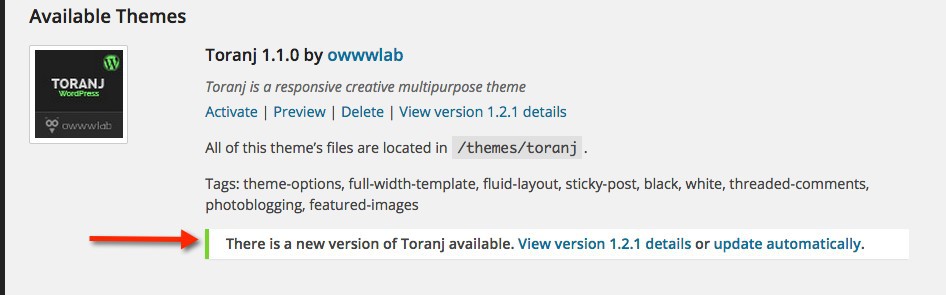 Available Themes
TORANJ
WordPress
owwwlab
Toranj 1.1.0 by owwwlab
Toranj is a responsive creative multipurpose theme
Activate | Preview | Delete | View version 1.2.1 details
All of this theme's files are located in /themes/toranj .
Tags: theme-options, full-width-template, fluid-layout, sticky-post, black, white, threaded-comments,
photoblogging, featured-images
There is a new version of Toranj available. View version 1.2.1 details or update automatically.